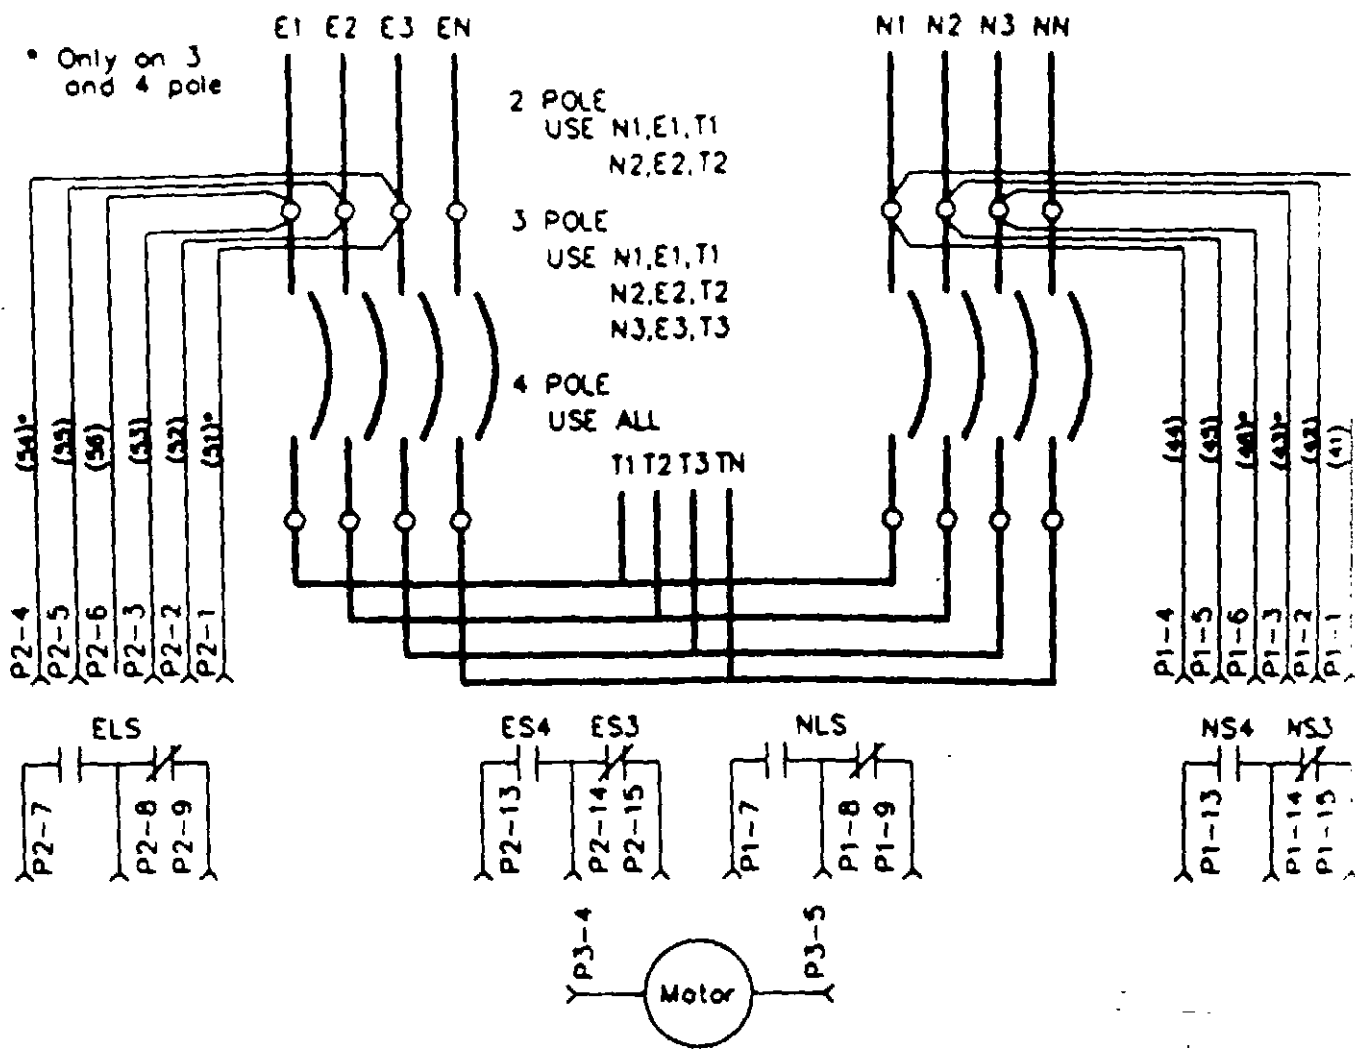 E1 E2 E3 EN
N1 N2 N3 NN
* Only on 3
and 4 pole
2 POLE
USE N1,E1,T1
N2,E2,T2
3 POLE
USE N1,E1,T1
N2,E2,T2
N3,E3,T3
4 POLE
USE ALL
T1 T2 T3 TN
(54)*
(55)
(56)
(53)
(52)
(51)*
(44)
(45)
(46)*
(43)*
(42)
(41)
P2-4
P2-5
P2-6
P2-3
P2-2
P2-1
P1-4
P1-5
P1-6
P1-3
P1-2
P1-1
ELS
ES4 ES3
NLS
NS4 NS3
P2-7
P2-8
P2-9
P2-13
P2-14
P2-15
P1-7
P1-8
P1-9
P1-13
P1-14
P1-15
P3-4
P3-5
Motor